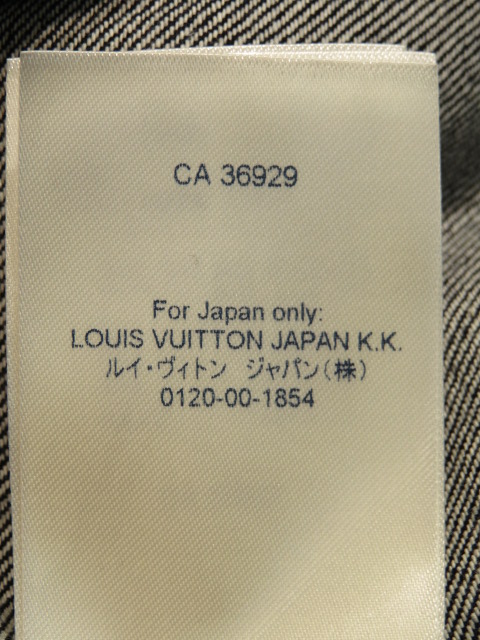 CA 36929
For Japan only:
LOUIS VUITTON JAPAN K.K.
ルイ・ヴィトン　ジャパン（株）
0120-00-1854